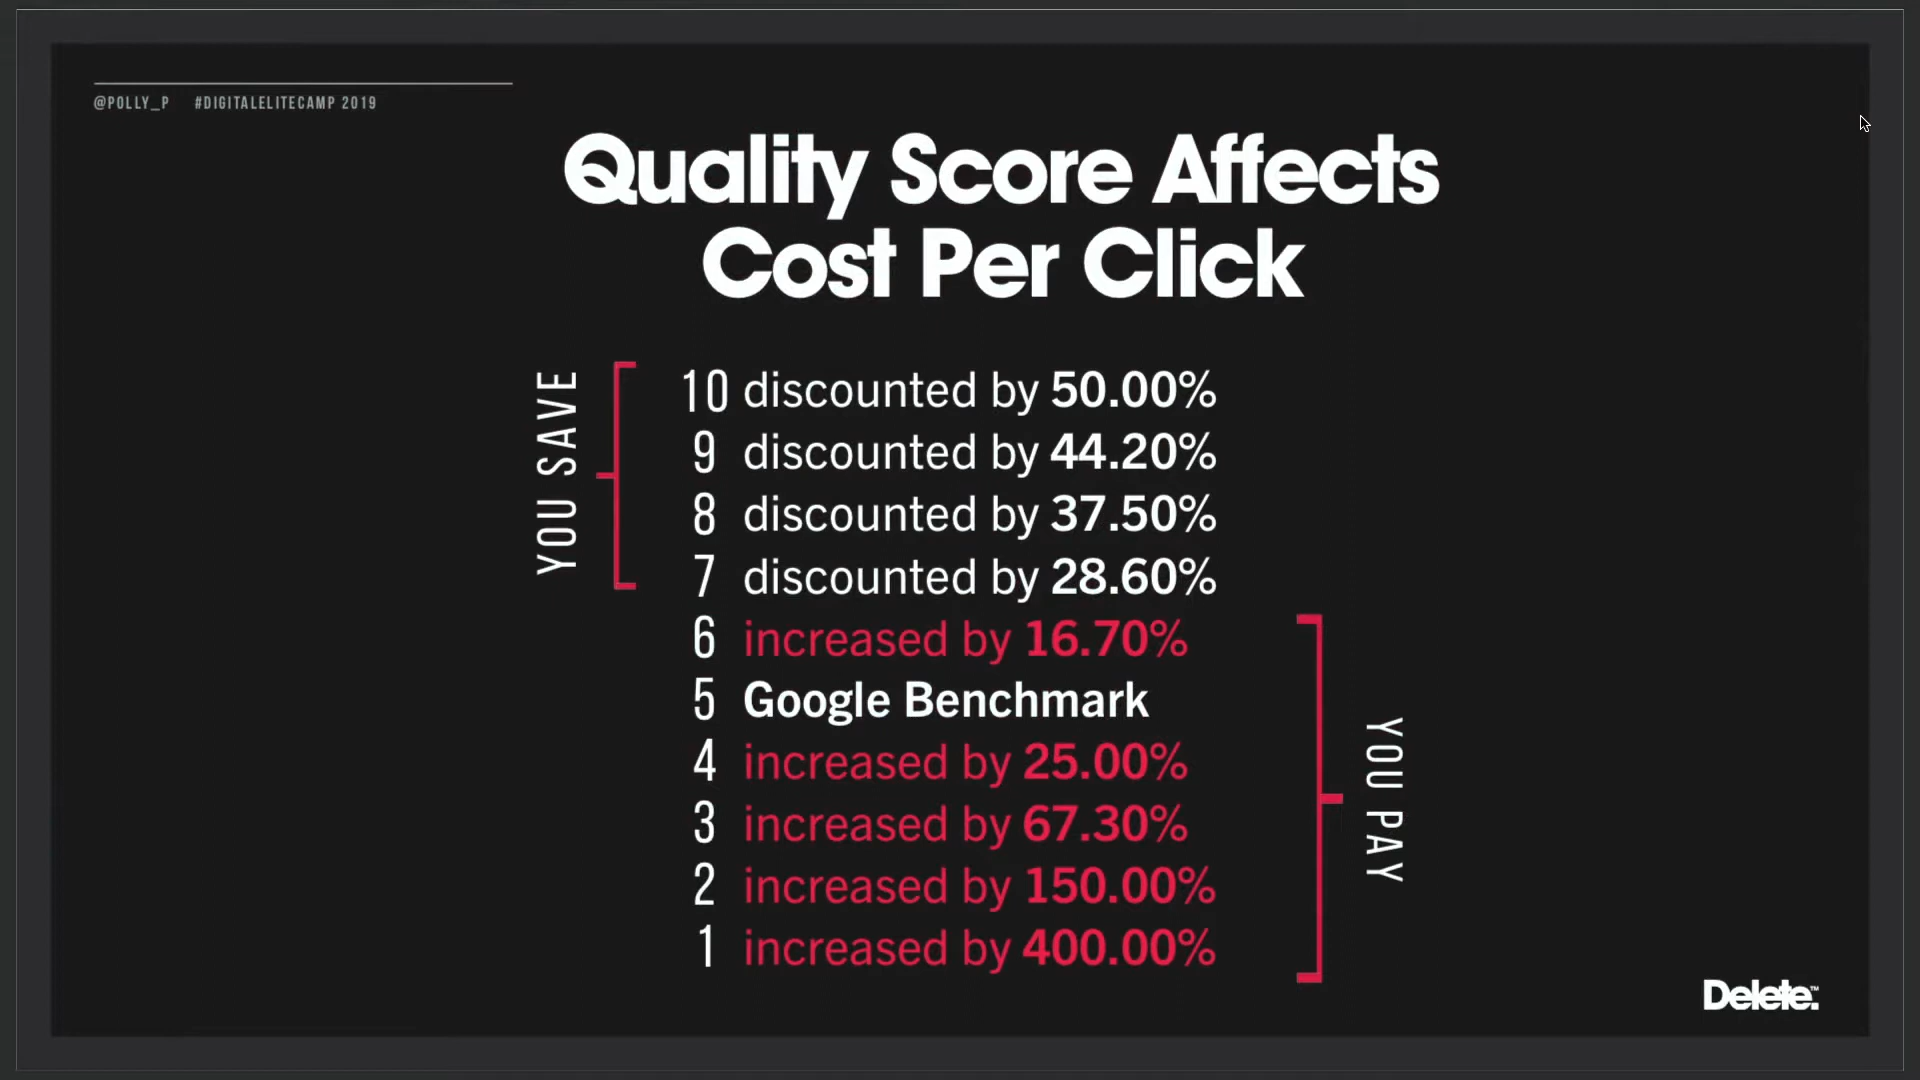 @POLLY_P #DIGITALELITECAMP 2019
Quality Score Affects
Cost Per Click
YOU SAVE
10 discounted by 50.00%
9 discounted by 44.20%
8 discounted by 37.50%
7 discounted by 28.60%
6 increased by 16.70%
5 Google Benchmark
4 increased by 25.00%
3 increased by 67.30%
2 increased by 150.00%
1 increased by 400.00%
YOU PAY
Delete.™